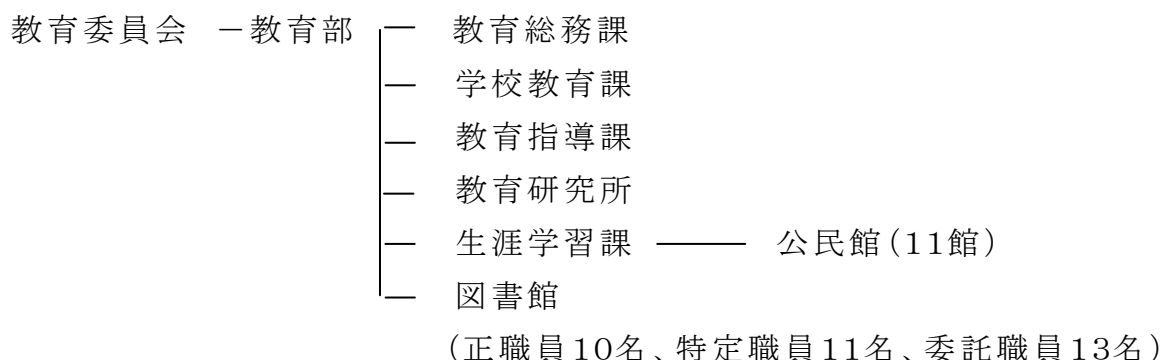 教育委員会 －教育部 ― 教育総務課
― 学校教育課
― 教育指導課
― 教育研究所
― 生涯学習課 ―― 公民館(11館)
― 図書館
(正職員10名、特定職員11名、委託職員13名)